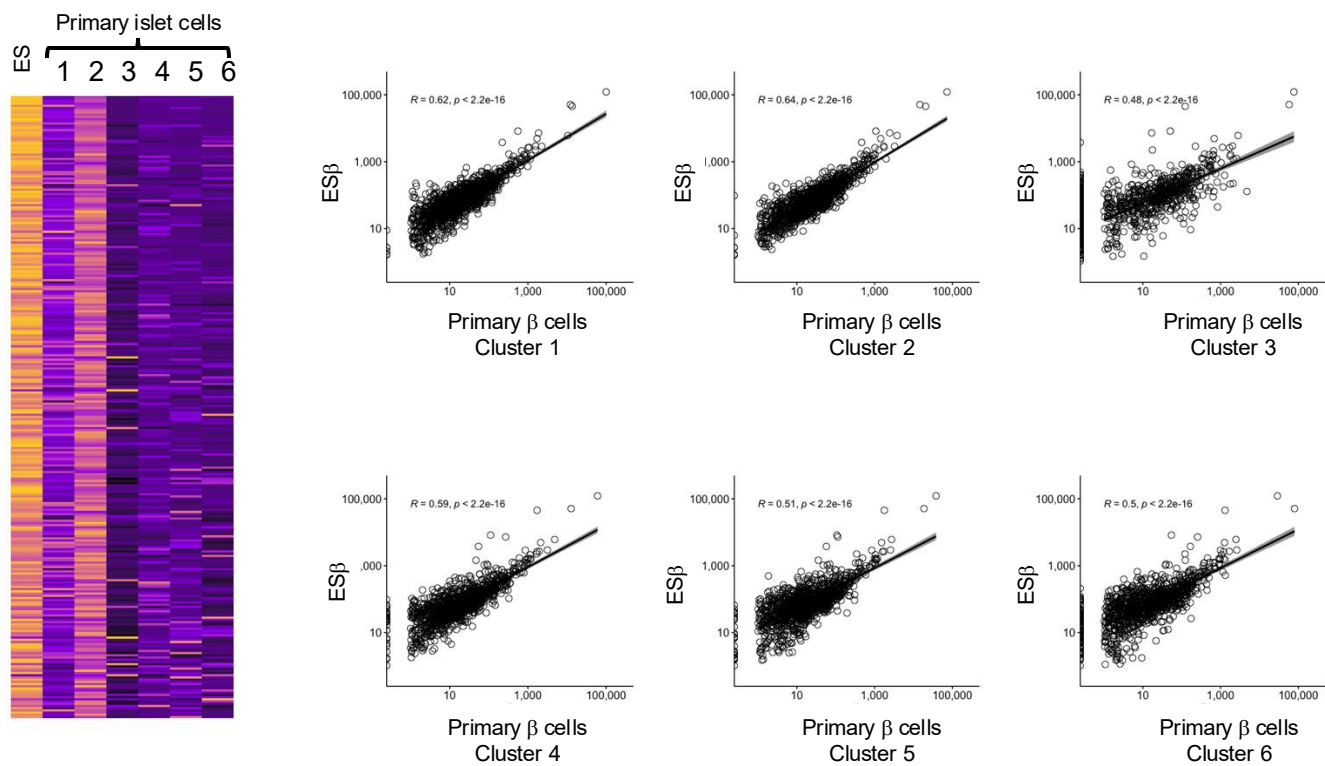 Primary islet cells
ES
1 2 3 4 5 6
R = 0.62, p < 2.2e-16
100,000
1,000
10
ESβ
10 1,000 100,000
Primary β cells
Cluster 1
R = 0.64, p < 2.2e-16
100,000
1,000
10
ESβ
10 1,000 100,000
Primary β cells
Cluster 2
R = 0.48, p < 2.2e-16
100,000
1,000
10
ESβ
10 1,000 100,000
Primary β cells
Cluster 3
R = 0.59, p < 2.2e-16
100,000
,000
10
ESβ
10 1,000 100,000
Primary β cells
Cluster 4
R = 0.51, p < 2.2e-16
100,000
1,000
10
ESβ
10 1,000 100,000
Primary β cells
Cluster 5
R = 0.5, p < 2.2e-16
100,000
1,000
10
ESβ
10 1,000 100,000
Primary β cells
Cluster 6